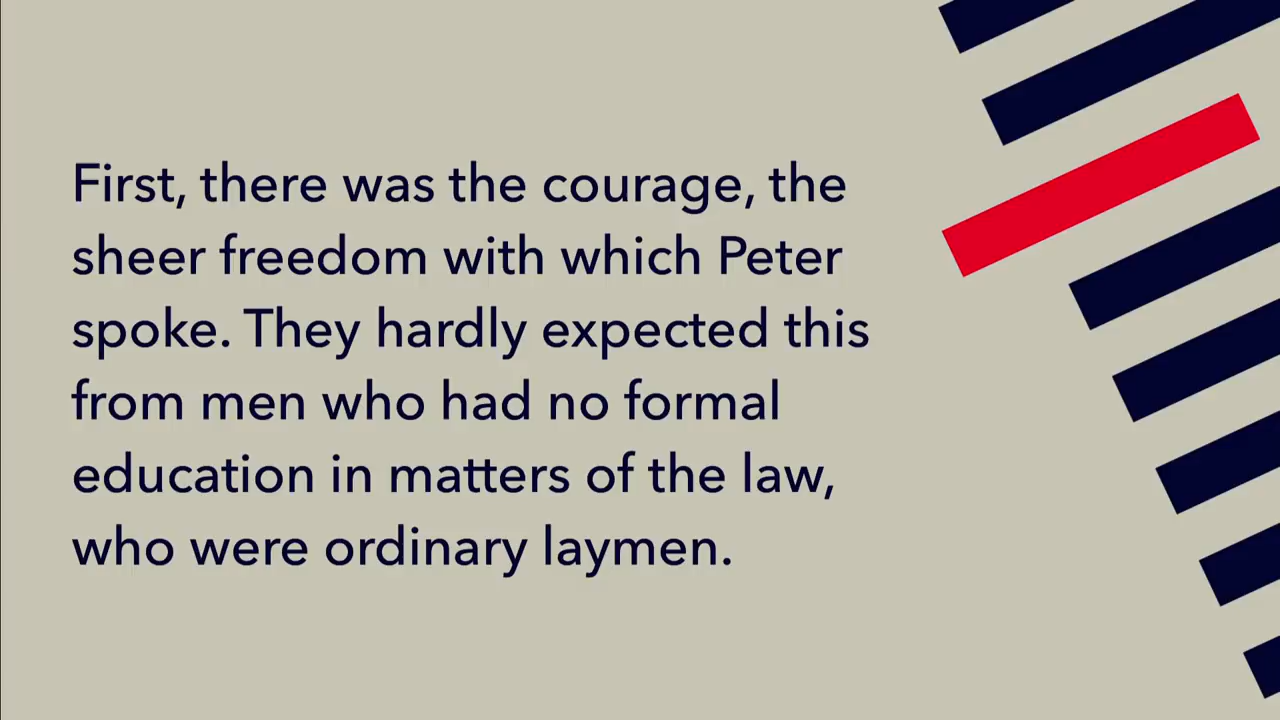 First, there was the courage, the
sheer freedom with which Peter
spoke. They hardly expected this
from men who had no formal
education in matters of the law,
who were ordinary laymen.